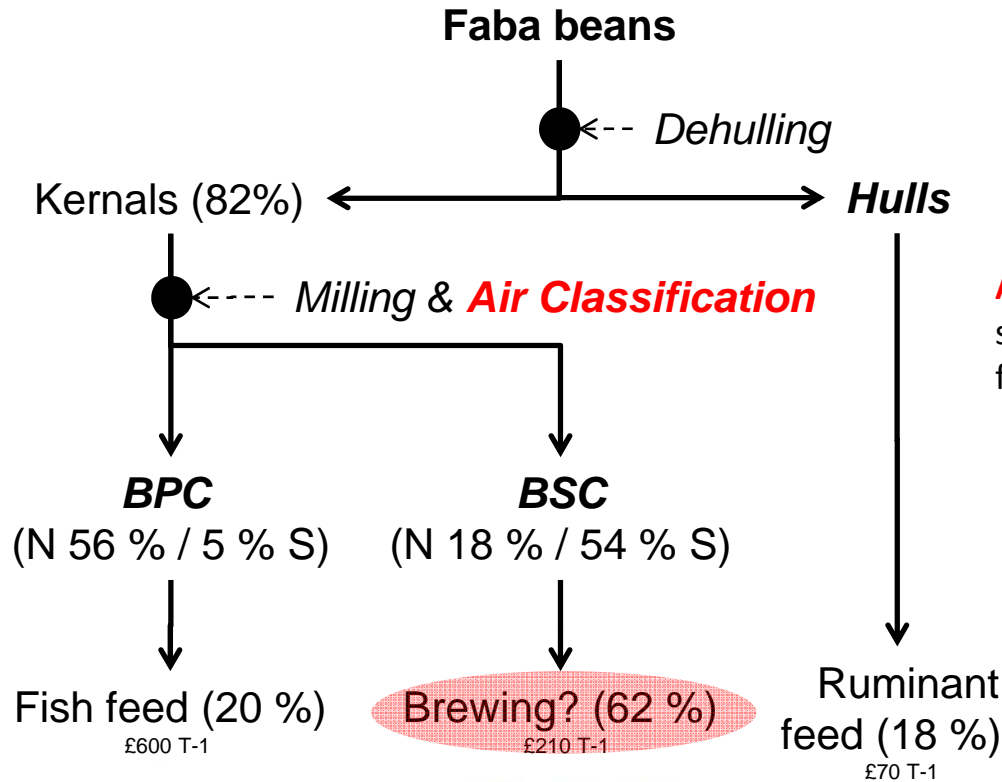 Faba beans
Dehulling
Kernals (82%)
Hulls
Milling & Air Classification
s
f
BPC
(N 56 % / 5 % S)
BSC
(N 18 % / 54 % S)
Fish feed (20 %)
£600 T-1
Brewing? (62 %)
£210 T-1
Ruminant
feed (18 %)
£70 T-1